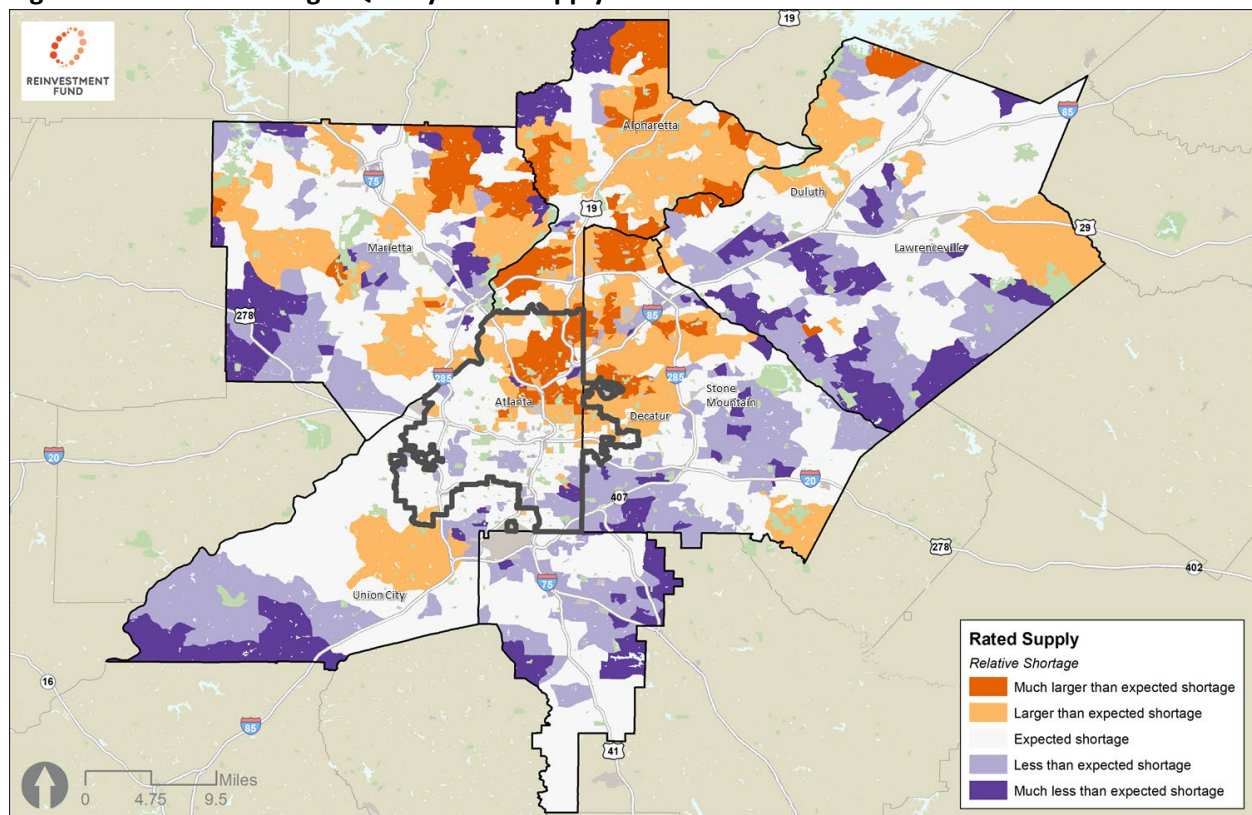 REINVESTMENT
FUND
19
85
Alpharetta
75
19
Duluth
29
Marietta
Lawrenceville
278
85
285
285
Stone
Mountain
Atlanta
Decatur
20
20
407
278
402
75
Union City
16
85
41
Miles
0 4.75 9.5
Rated Supply
Relative Shortage
Much larger than expected shortage
Larger than expected shortage
Expected shortage
Less than expected shortage
Much less than expected shortage